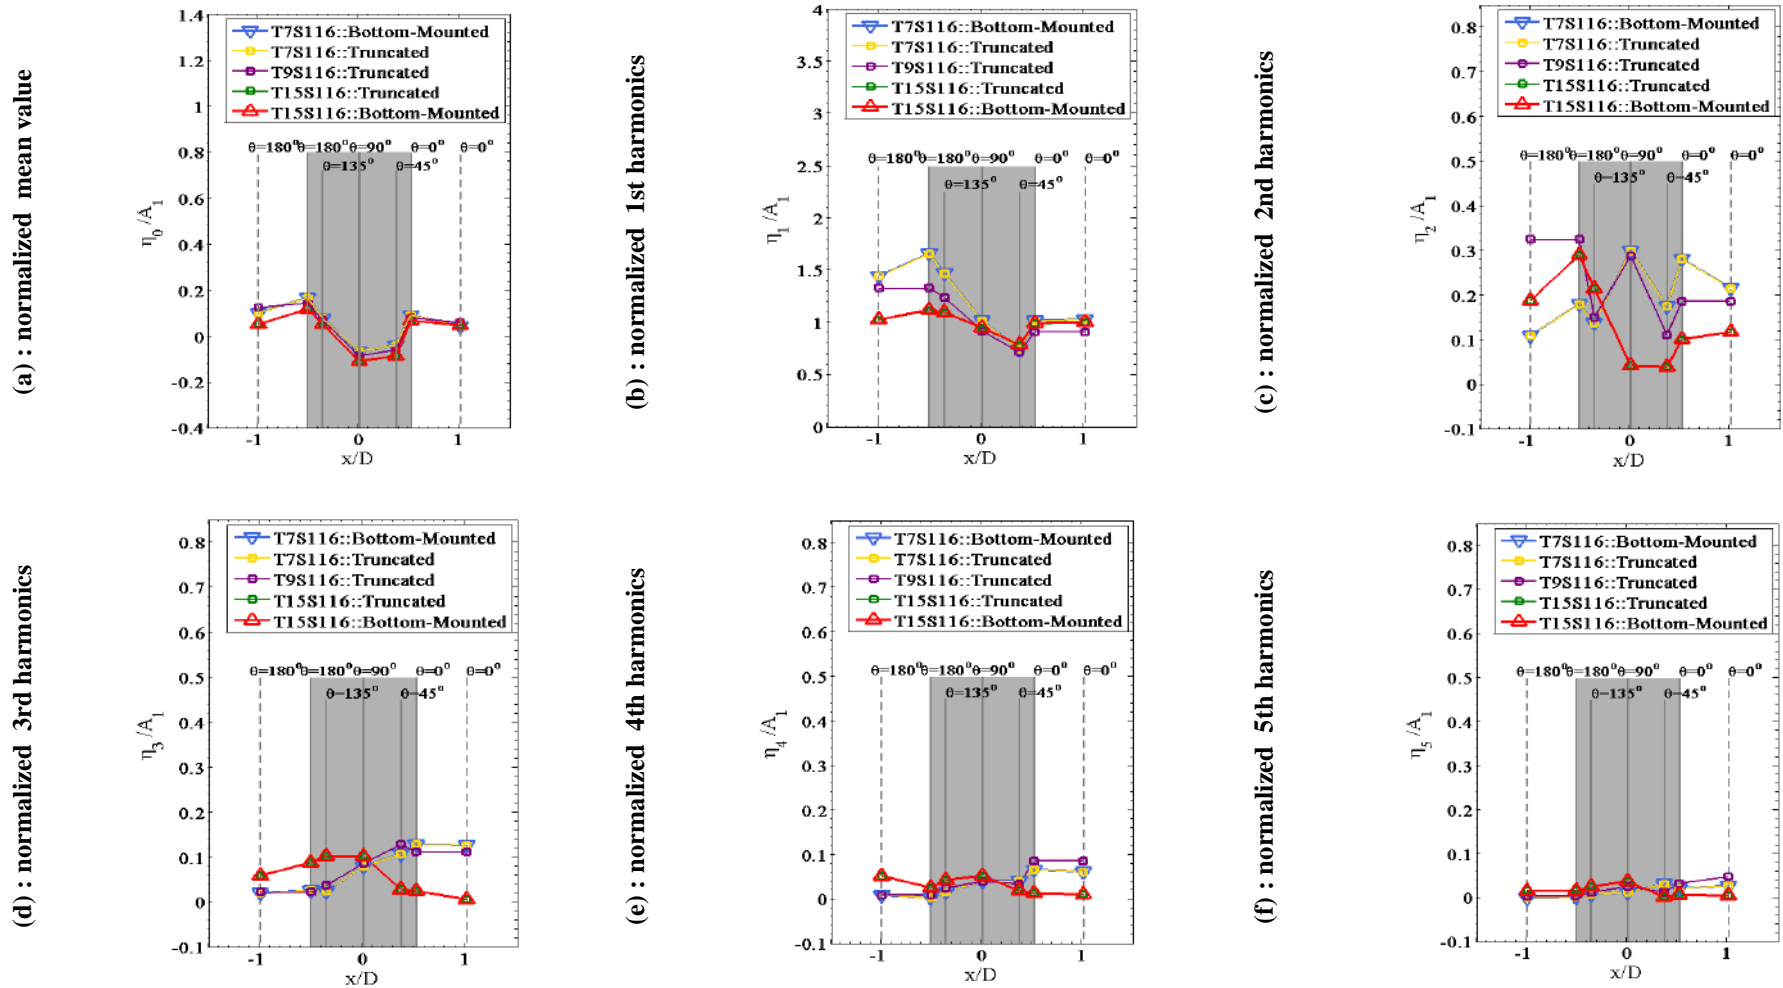 (a) : normalized mean value
1.4
1.2
1
0.8
0.6
0.4
0.2
0
-0.2
-0.4
η0 /A1
T7S116::Bottom-Mounted
T7S116::Truncated
T9S116::Truncated
T15S116::Truncated
T15S116::Bottom-Mounted
θ=180° θ=180° θ=90° θ=0° θ=0°
θ=135° θ=45°
-1 0 1
x/D
(b) : normalized 1st harmonics
4
3.5
3
2.5
2
1.5
1
0.5
0
η1 /A1
T7S116::Bottom-Mounted
T7S116::Truncated
T9S116::Truncated
T15S116::Truncated
T15S116::Bottom-Mounted
θ=180° θ=180° θ=90° θ=0° θ=0°
θ=135° θ=45°
-1 0 1
x/D
(c) : normalized 2nd harmonics
0.8
0.7
0.6
0.5
0.4
0.3
0.2
0.1
0
-0.1
η2 /A1
T7S116::Bottom-Mounted
T7S116::Truncated
T9S116::Truncated
T15S116::Truncated
T15S116::Bottom-Mounted
θ=180° θ=180° θ=90° θ=0° θ=0°
θ=135° θ=45°
-1 0 1
x/D
(d) : normalized 3rd harmonics
0.8
0.7
0.6
0.5
0.4
0.3
0.2
0.1
0
-0.1
η3 /A1
T7S116::Bottom-Mounted
T7S116::Truncated
T9S116::Truncated
T15S116::Truncated
T15S116::Bottom-Mounted
θ=180° θ=180° θ=90° θ=0° θ=0°
θ=135° θ=45°
-1 0 1
x/D
(e) : normalized 4th harmonics
0.8
0.7
0.6
0.5
0.4
0.3
0.2
0.1
0
-0.1
η4 /A1
T7S116::Bottom-Mounted
T7S116::Truncated
T9S116::Truncated
T15S116::Truncated
T15S116::Bottom-Mounted
θ=180° θ=180° θ=90° θ=0° θ=0°
θ=135° θ=45°
-1 0 1
x/D
(f) : normalized 5th harmonics
0.8
0.7
0.6
0.5
0.4
0.3
0.2
0.1
0
-0.1
η5 /A1
T7S116::Bottom-Mounted
T7S116::Truncated
T9S116::Truncated
T15S116::Truncated
T15S116::Bottom-Mounted
θ=180° θ=180° θ=90° θ=0° θ=0°
θ=135° θ=45°
-1 0 1
x/D